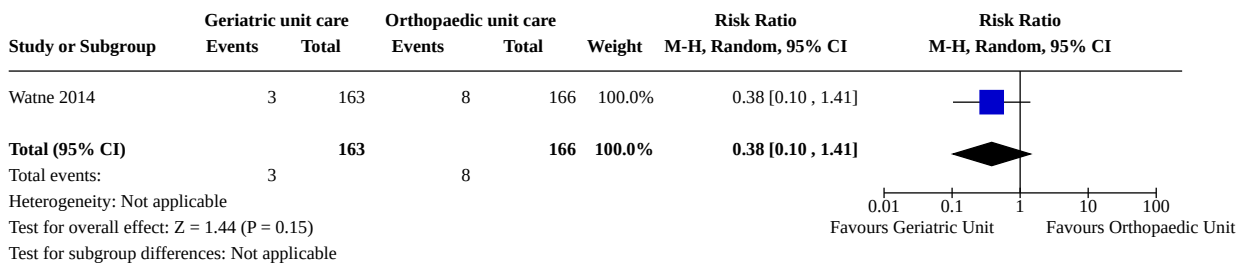 Geriatric unit care Orthopaedic unit care Risk Ratio Risk Ratio
Study or Subgroup Events Total Events Total Weight M-H, Random, 95% CI M-H, Random, 95% CI
Watne 2014 3 163 8 166 100.0% 0.38 [0.10 , 1.41]
Total (95% CI) 163 166 100.0% 0.38 [0.10 , 1.41]
Total events: 3 8
Heterogeneity: Not applicable
0.01 0.1 1 10 100
Test for overall effect: Z = 1.44 (P = 0.15) Favours Geriatric Unit Favours Orthopaedic Unit
Test for subgroup differences: Not applicable